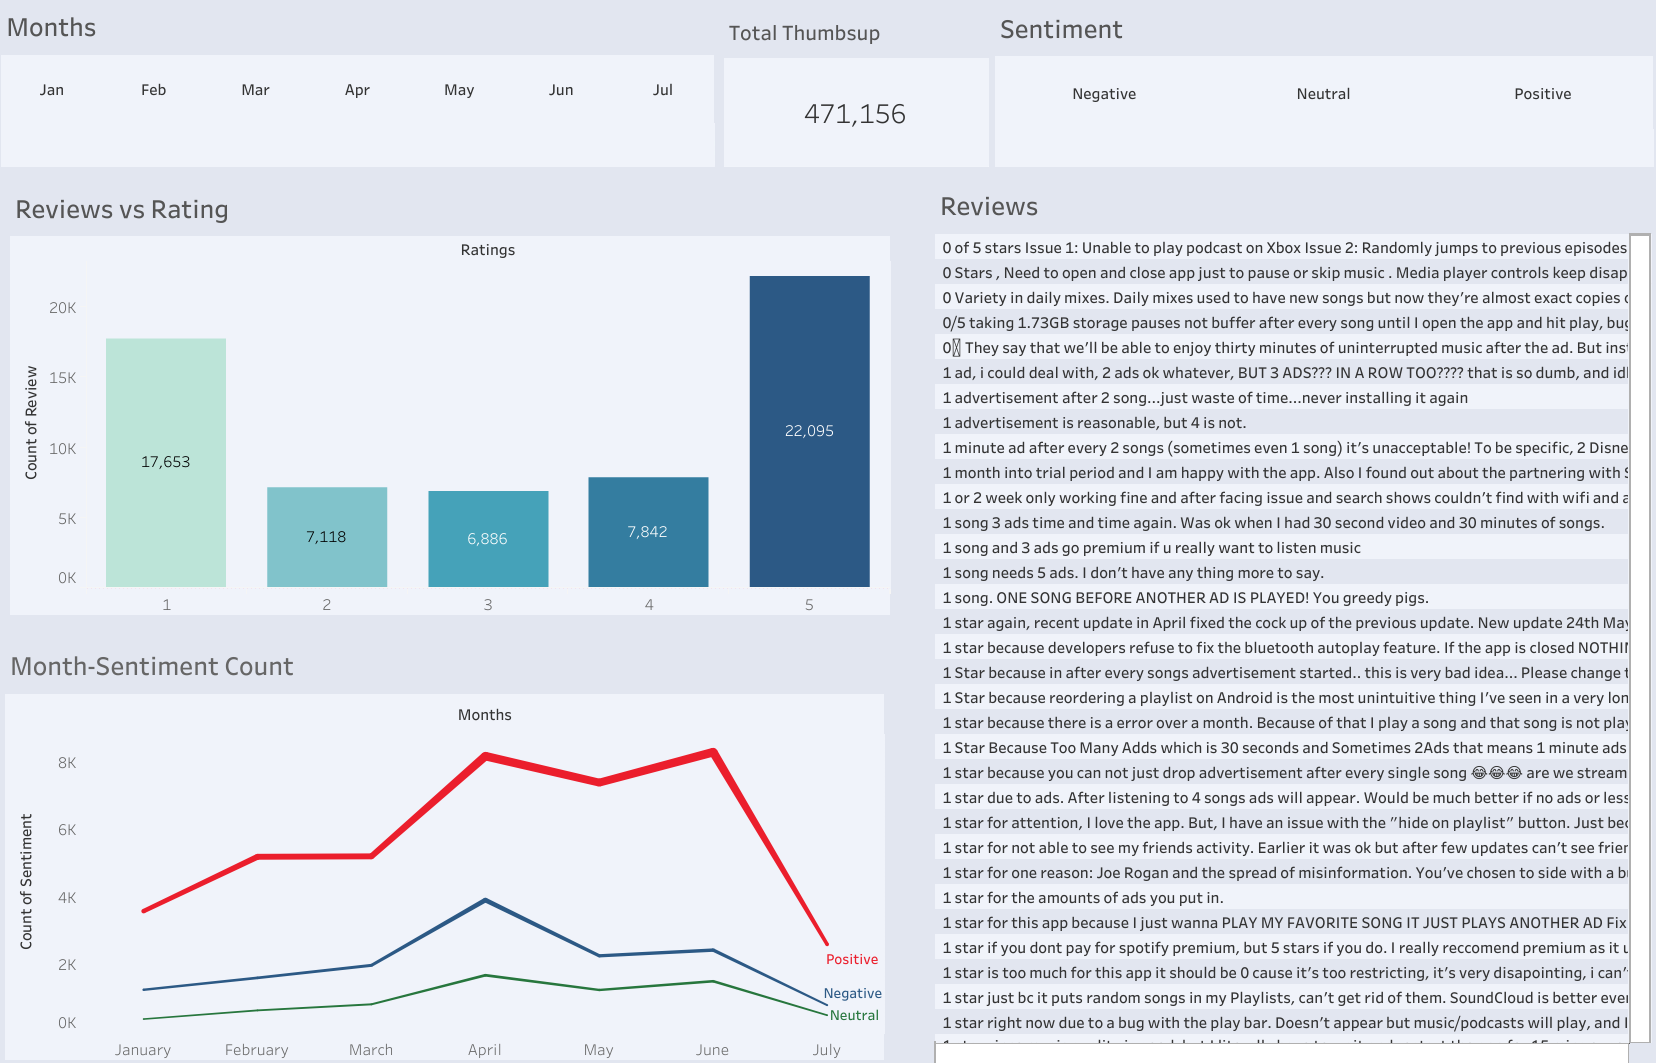 Months
Jan Feb Mar Apr May Jun Jul
Total Thumbsup
471,156
Sentiment
Negative Neutral Positive
Reviews vs Rating
Ratings
Count of Review
20K
15K
10K
5K
0K
17,653
7,118
6,886
7,842
22,095
1 2 3 4 5
Month-Sentiment Count
Months
Count of Sentiment
8K
6K
4K
2K
0K
Positive
Negative
Neutral
January February March April May June July
Reviews
0 of 5 stars Issue 1: Unable to play podcast on Xbox Issue 2: Randomly jumps to previous episodes
0 Stars , Need to open and close app just to pause or skip music . Media player controls keep disap
0 Variety in daily mixes. Daily mixes used to have new songs but now they’re almost exact copies
0/5 taking 1.73GB storage pauses not buffer after every song until I open the app and hit play, bug
0 They say that we’ll be able to enjoy thirty minutes of uninterrupted music after the ad. But inst
1 ad, i could deal with, 2 ads ok whatever, BUT 3 ADS??? IN A ROW TOO???? that is so dumb, and idl
1 advertisement after 2 song...just waste of time...never installing it again
1 advertisement is reasonable, but 4 is not.
1 minute ad after every 2 songs (sometimes even 1 song) it’s unacceptable! To be specific, 2 Disne
1 month into trial period and I am happy with the app. Also I found out about the partnering with S
1 or 2 week only working fine and after facing issue and search shows couldn’t find with wifi and a
1 song 3 ads time and time again. Was ok when I had 30 second video and 30 minutes of songs.
1 song and 3 ads go premium if u really want to listen music
1 song needs 5 ads. I don’t have any thing more to say.
1 song. ONE SONG BEFORE ANOTHER AD IS PLAYED! You greedy pigs.
1 star again, recent update in April fixed the cock up of the previous update. New update 24th May
1 star because developers refuse to fix the bluetooth autoplay feature. If the app is closed NOTHIN
1 Star because in after every songs advertisement started.. this is very bad idea... Please change t
1 Star because reordering a playlist on Android is the most unintuitive thing I’ve seen in a very lon
1 star because there is a error over a month. Because of that I play a song and that song is not play
1 Star Because Too Many Adds which is 30 seconds and Sometimes 2Ads that means 1 minute ads
1 star because you can not just drop advertisement after every single song 😂😂😂 are we stream
1 star due to ads. After listening to 4 songs ads will appear. Would be much better if no ads or less
1 star for attention, I love the app. But, I have an issue with the ”hide on playlist” button. Just bec
1 star for not able to see my friends activity. Earlier it was ok but after few updates can’t see frien
1 star for one reason: Joe Rogan and the spread of misinformation. You’ve chosen to side with a bu
1 star for the amounts of ads you put in.
1 star for this app because I just wanna PLAY MY FAVORITE SONG IT JUST PLAYS ANOTHER AD Fix
1 star if you dont pay for spotify premium, but 5 stars if you do. I really reccomend premium as it u
1 star is too much for this app it should be 0 cause it’s too restricting, it’s very disapointing, i can’t
1 star just bc it puts random songs in my Playlists, can’t get rid of them. SoundCloud is better ever
1 star right now due to a bug with the play bar. Doesn’t appear but music/podcasts will play, and I